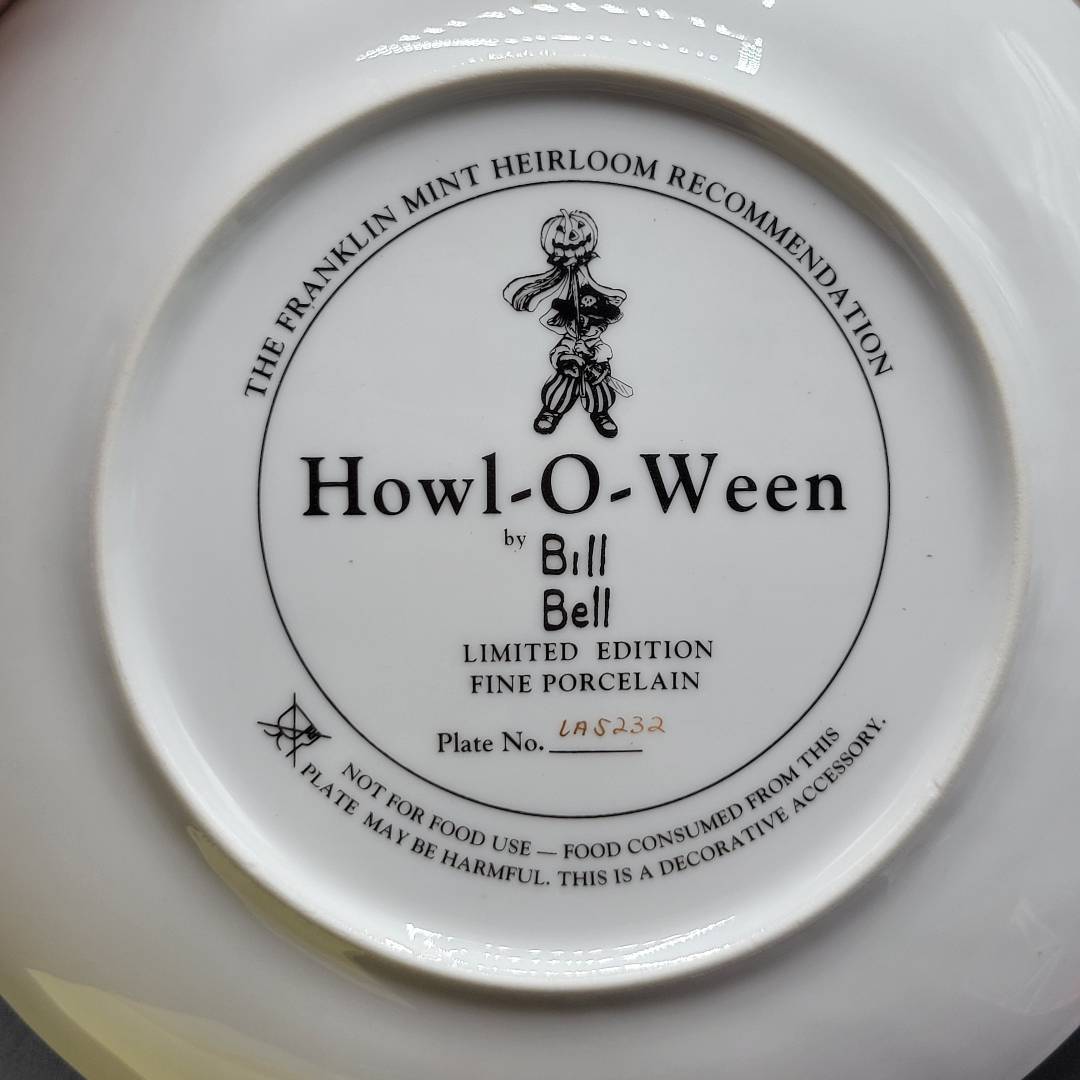 THE FRANKLIN MINT HEIRLOOM RECOMMENDATION
Howl-O-Ween
by Bill
Bell
LIMITED EDITION
FINE PORCELAIN
Plate No. LA5232
NOT FOR FOOD USE — FOOD CONSUMED FROM THIS
PLATE MAY BE HARMFUL. THIS IS A DECORATIVE ACCESSORY.